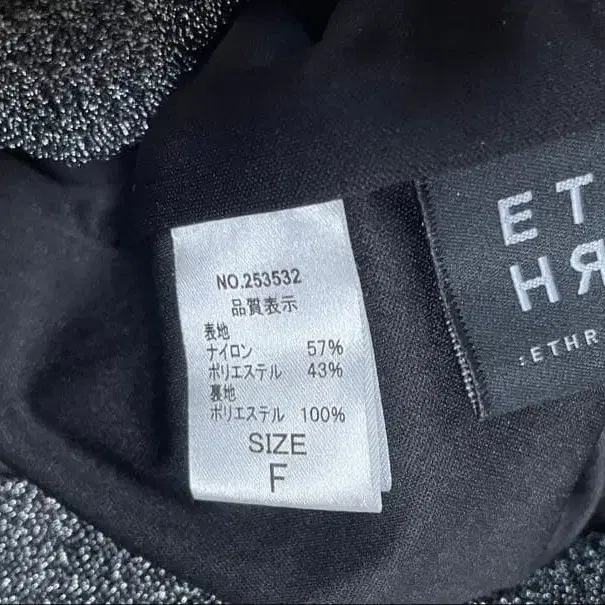 NO.253532
品質表示
表地
ナイロン 57%
ポリエステル 43%
裏地
ポリエステル 100%
SIZE
F
ET
HЯ
:ETHR